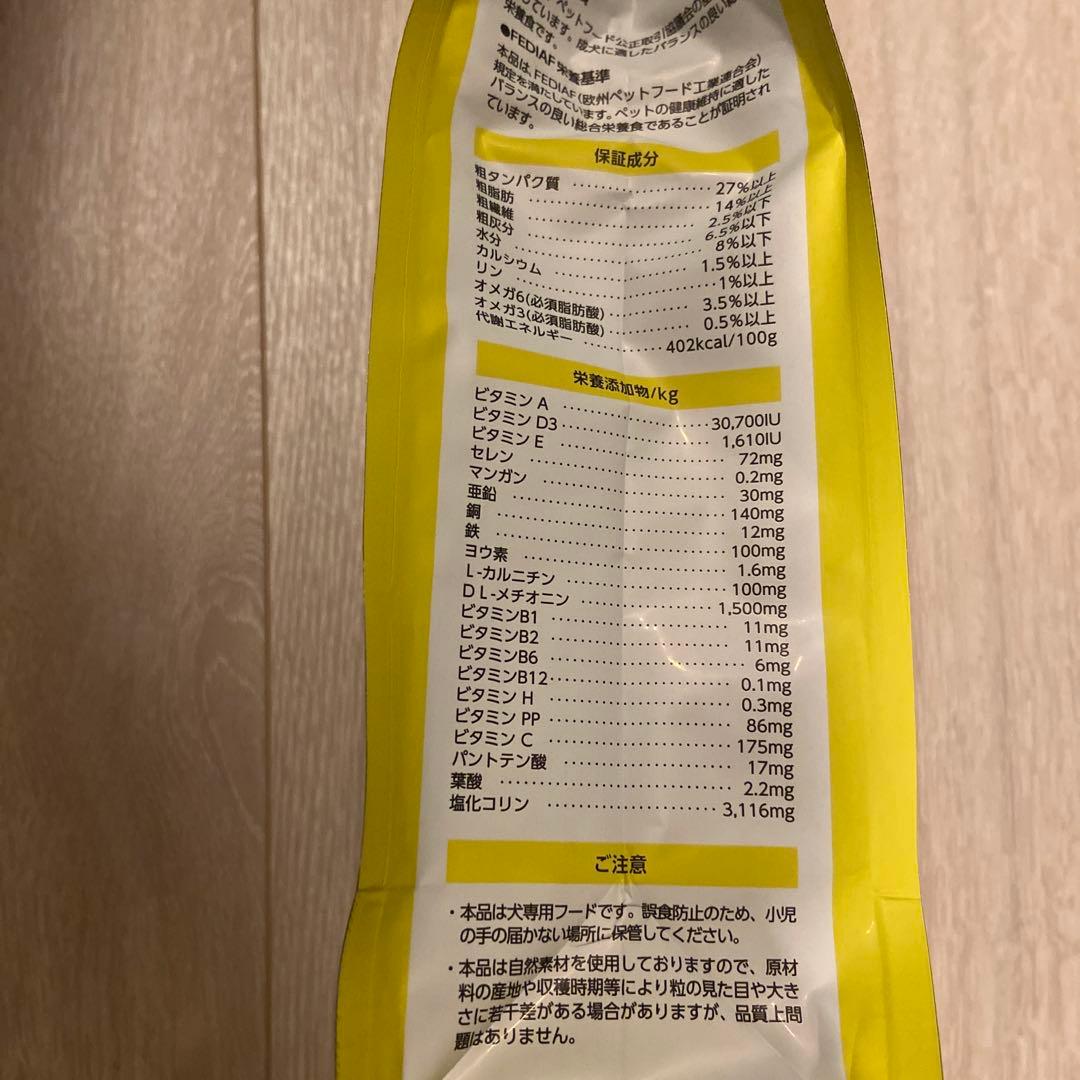 ペットフード公正取引協議会の
しています。成犬に適したバランスの良い
栄養食です。
●FEDIAF 栄養基準
本品は、FEDIAF(欧州ペットフード工業連合会)
規定を満たしています。ペットの健康維持に適した
バランスの良い総合栄養食であることが証明され
ています。
保証成分
粗タンパク質 ‥‥‥‥‥‥ 27%以上
粗脂肪 ‥‥‥‥‥‥ 14%以上
粗繊維 ‥‥‥‥‥‥ 2.5%以下
粗灰分 ‥‥‥‥‥‥ 6.5%以下
水分 ‥‥‥‥‥‥ 8%以下
カルシウム ‥‥‥‥‥‥ 1.5%以上
リン ‥‥‥‥‥‥ 1%以上
オメガ6(必須脂肪酸) ‥‥‥‥ 3.5%以上
オメガ3(必須脂肪酸) ‥‥‥‥ 0.5%以上
代謝エネルギー ‥‥‥‥ 402kcal/100g
栄養添加物/kg
ビタミン A ‥‥‥‥‥‥ 30,700IU
ビタミン D3 ‥‥‥‥‥‥ 1,610IU
ビタミン E ‥‥‥‥‥‥ 72mg
セレン ‥‥‥‥‥‥ 0.2mg
マンガン ‥‥‥‥‥‥ 30mg
亜鉛 ‥‥‥‥‥‥ 140mg
銅 ‥‥‥‥‥‥ 12mg
鉄 ‥‥‥‥‥‥ 100mg
ヨウ素 ‥‥‥‥‥‥ 1.6mg
L-カルニチン ‥‥‥‥‥‥ 100mg
DL-メチオニン ‥‥‥‥‥‥ 1,500mg
ビタミンB1 ‥‥‥‥‥‥ 11mg
ビタミンB2 ‥‥‥‥‥‥ 11mg
ビタミンB6 ‥‥‥‥‥‥ 6mg
ビタミンB12 ‥‥‥‥‥‥ 0.1mg
ビタミン H ‥‥‥‥‥‥ 0.3mg
ビタミン PP ‥‥‥‥‥‥ 86mg
ビタミン C ‥‥‥‥‥‥ 175mg
パントテン酸 ‥‥‥‥‥‥ 17mg
葉酸 ‥‥‥‥‥‥ 2.2mg
塩化コリン ‥‥‥‥‥‥ 3,116mg
ご注意
・本品は犬専用フードです。誤食防止のため、小児
の手の届かない場所に保管してください。
・本品は自然素材を使用しておりますので、原材
料の産地や収穫時期等により粒の見た目や大き
さに若干差がある場合がありますが、品質上問
題はありません。